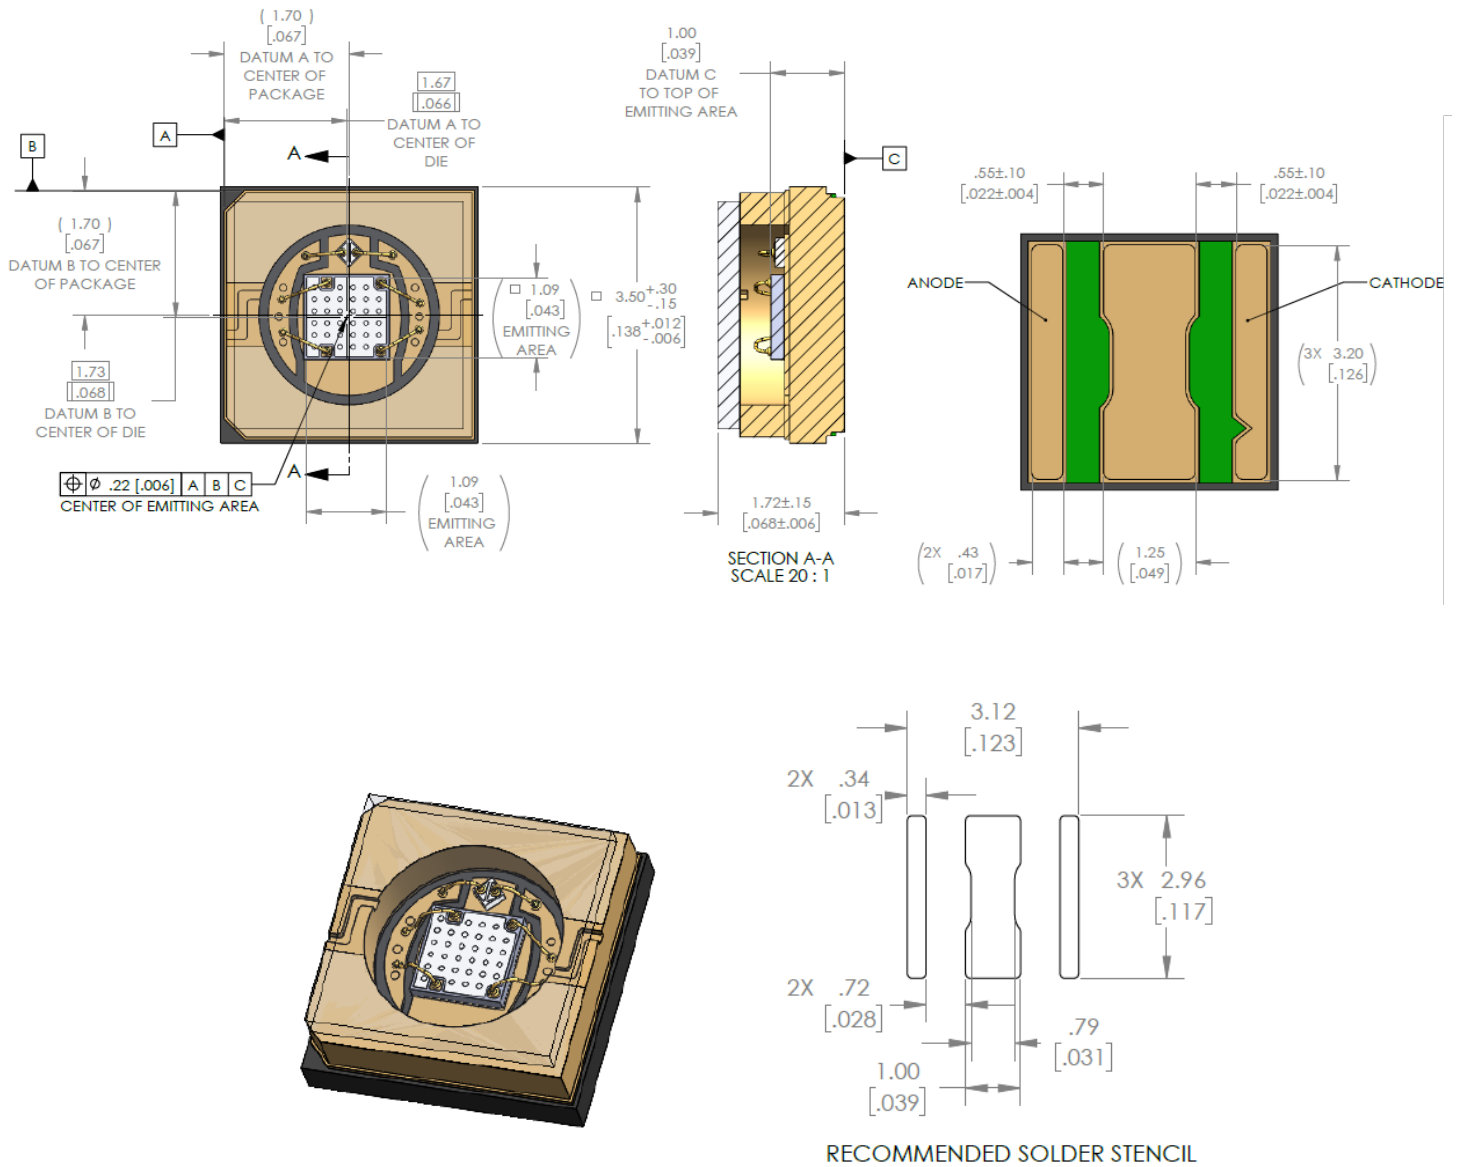 ( 1.70 )
[.067]
DATUM A TO
CENTER OF
PACKAGE
1.67
[.066]
DATUM A TO
CENTER OF
DIE
A
B
A
( 1.70 )
[.067]
DATUM B TO CENTER
OF PACKAGE
1.73
[.068]
DATUM B TO
CENTER OF DIE
□ 1.09
[.043]
EMITTING
AREA
□ 3.50 +.30 -.15
[.138 +.012 -.006]
A
⌖ Ø .22 [.006] A B C
CENTER OF EMITTING AREA
1.09
[.043]
EMITTING
AREA
1.00
[.039]
DATUM C
TO TOP OF
EMITTING AREA
C
1.72±.15
[.068±.006]
SECTION A-A
SCALE 20 : 1
.55±.10
[.022±.004]
.55±.10
[.022±.004]
ANODE
CATHODE
(3X 3.20
[.126])
(2X .43
[.017])
(1.25
[.049])
3.12
[.123]
2X .34
[.013]
3X 2.96
[.117]
2X .72
[.028]
.79
[.031]
1.00
[.039]
RECOMMENDED SOLDER STENCIL